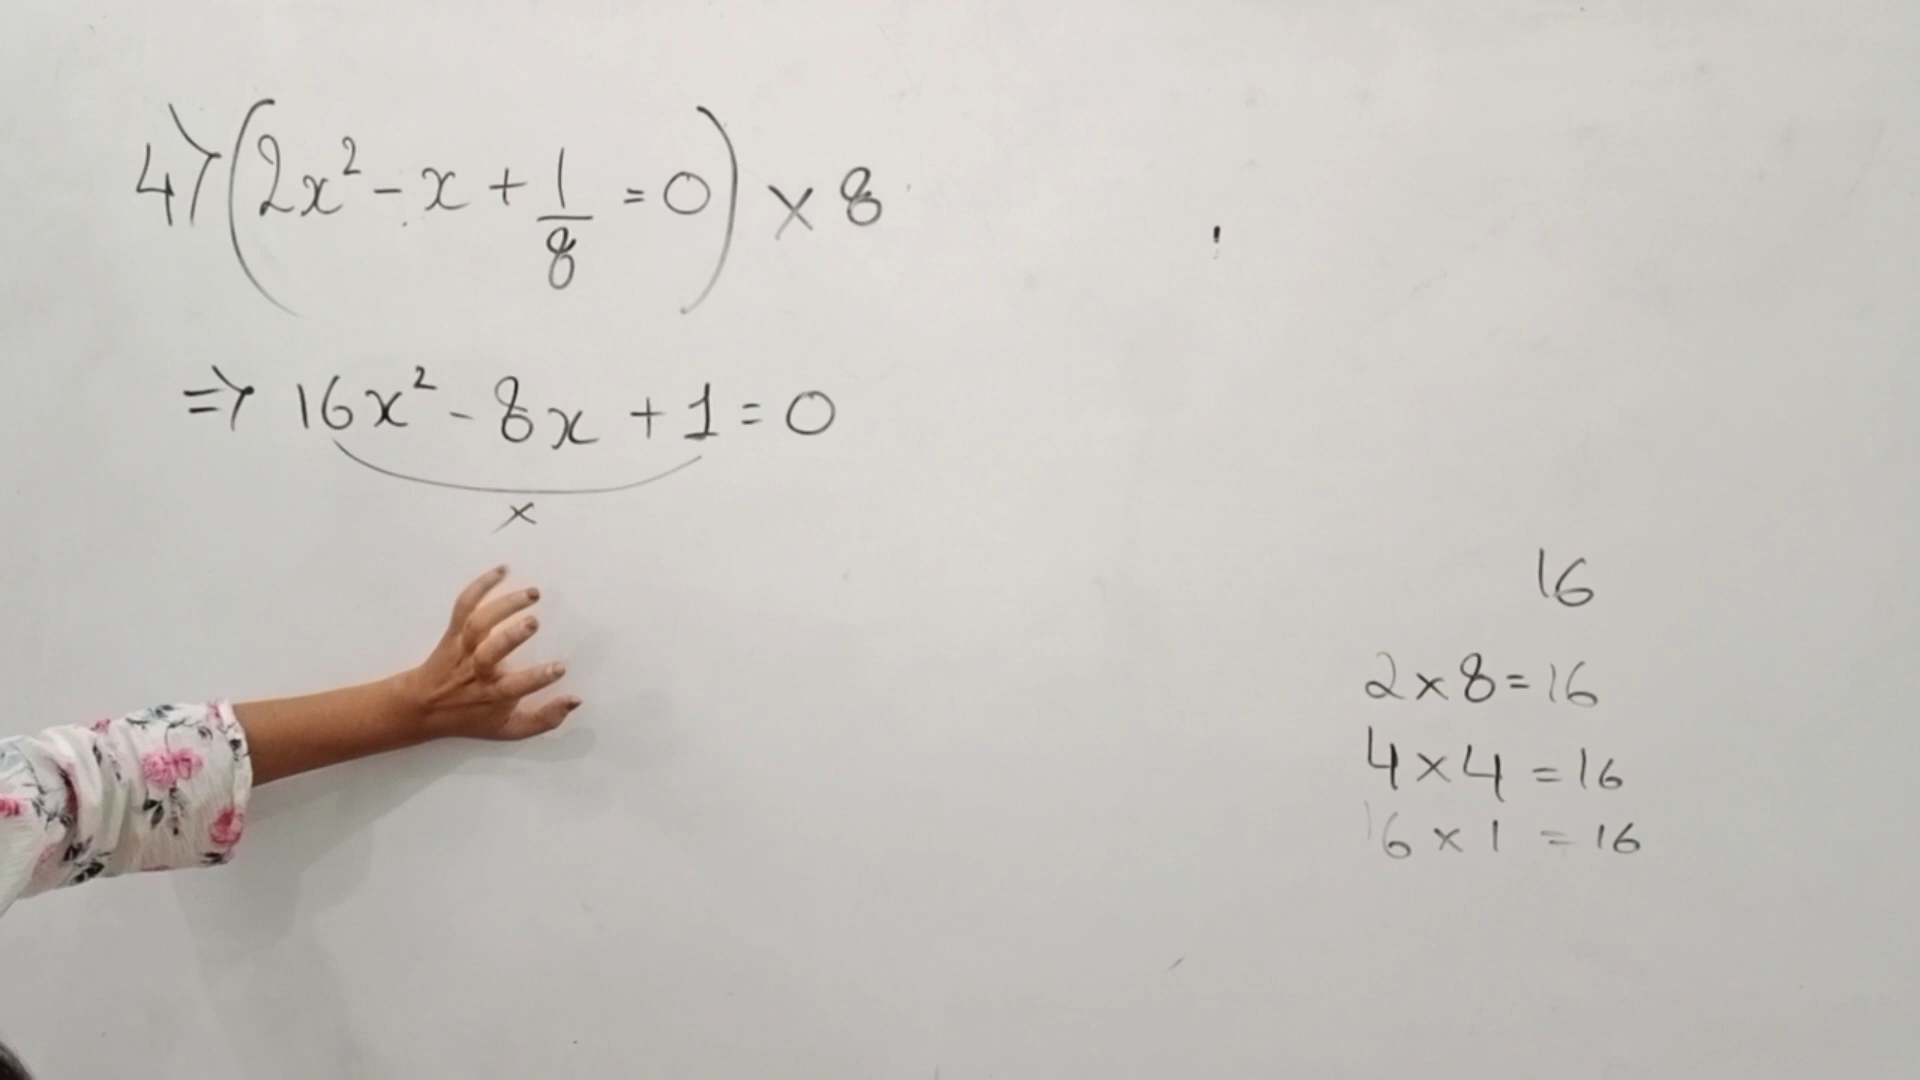 4) (2x² - x + 1/8 = 0) × 8
⇒ 16x² - 8x + 1 = 0
×
16
2 × 8 = 16
4 × 4 = 16
16 × 1 = 16